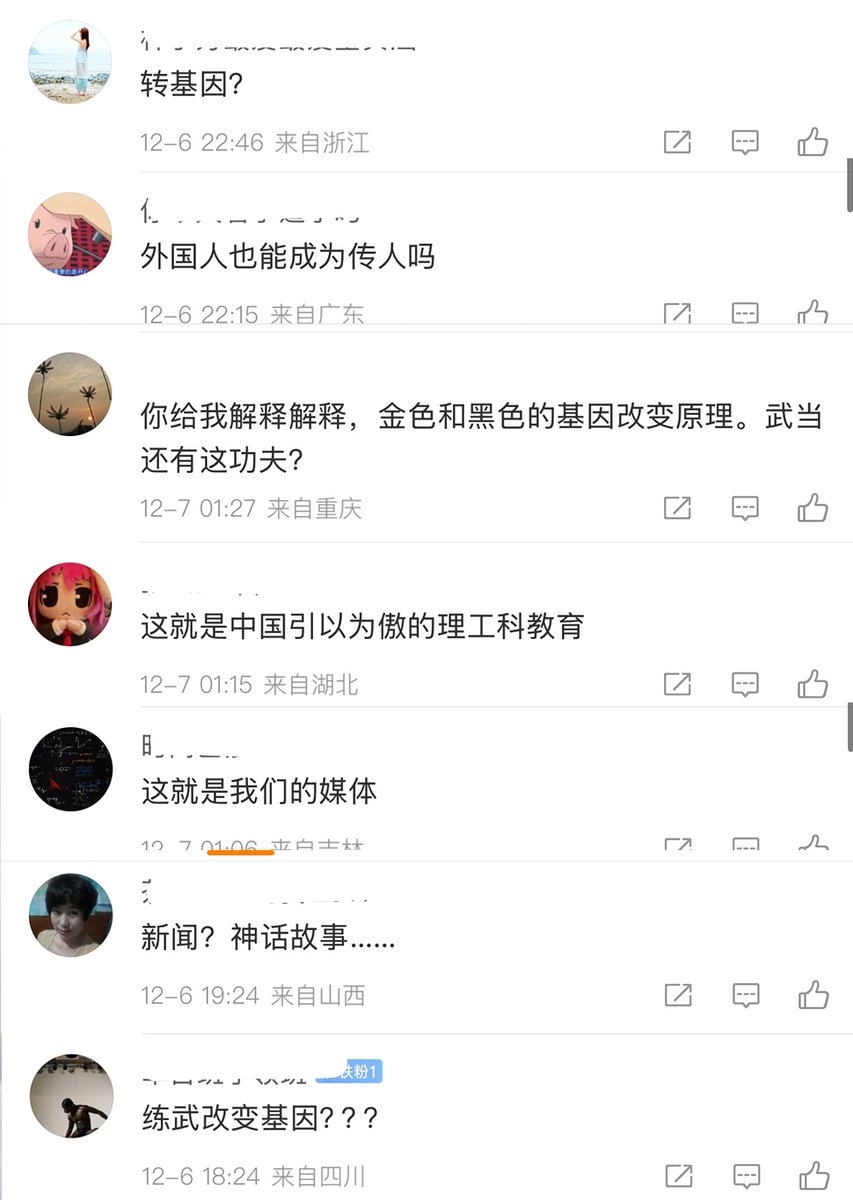 转基因?
12-6 22:46 来自浙江
外国人也能成为传人吗
12-6 22:15 来自广东
你给我解释解释，金色和黑色的基因改变原理。武当
还有这功夫?
12-7 01:27 来自重庆
这就是中国引以为傲的理工科教育
12-7 01:15 来自湖北
这就是我们的媒体
12-7 01:06 来自吉林
新闻？神话故事......
12-6 19:24 来自山西
铁粉1
练武改变基因? ? ?
12-6 18:24 来自四川